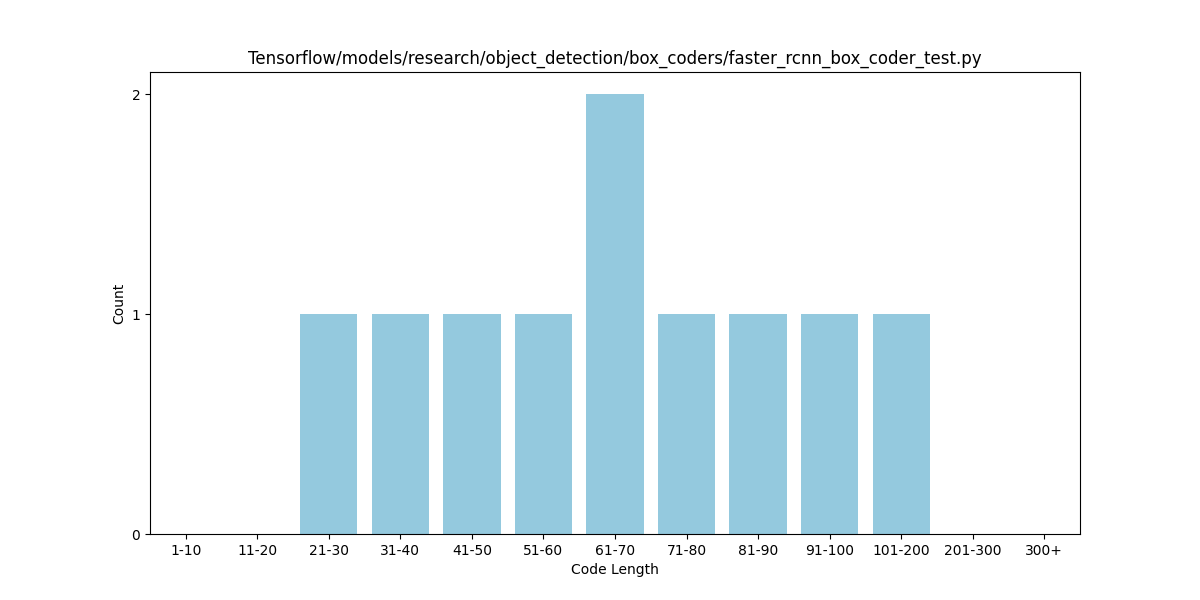 Tensorflow/models/research/object_detection/box_coders/faster_rcnn_box_coder_test.py
Count
2
1
0
1-10 11-20 21-30 31-40 41-50 51-60 61-70 71-80 81-90 91-100 101-200 201-300 300+
Code Length